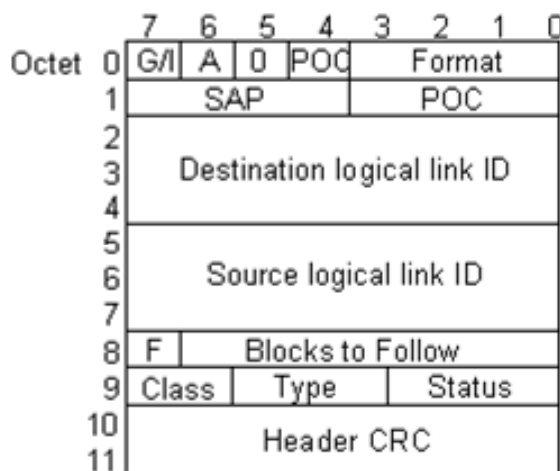 7 6 5 4 3 2 1 0
Octet 0 G/I A 0 POC Format
1 SAP POC
2
3 Destination logical link ID
4
5
6 Source logical link ID
7
8 F Blocks to Follow
9 Class Type Status
10
Header CRC
11